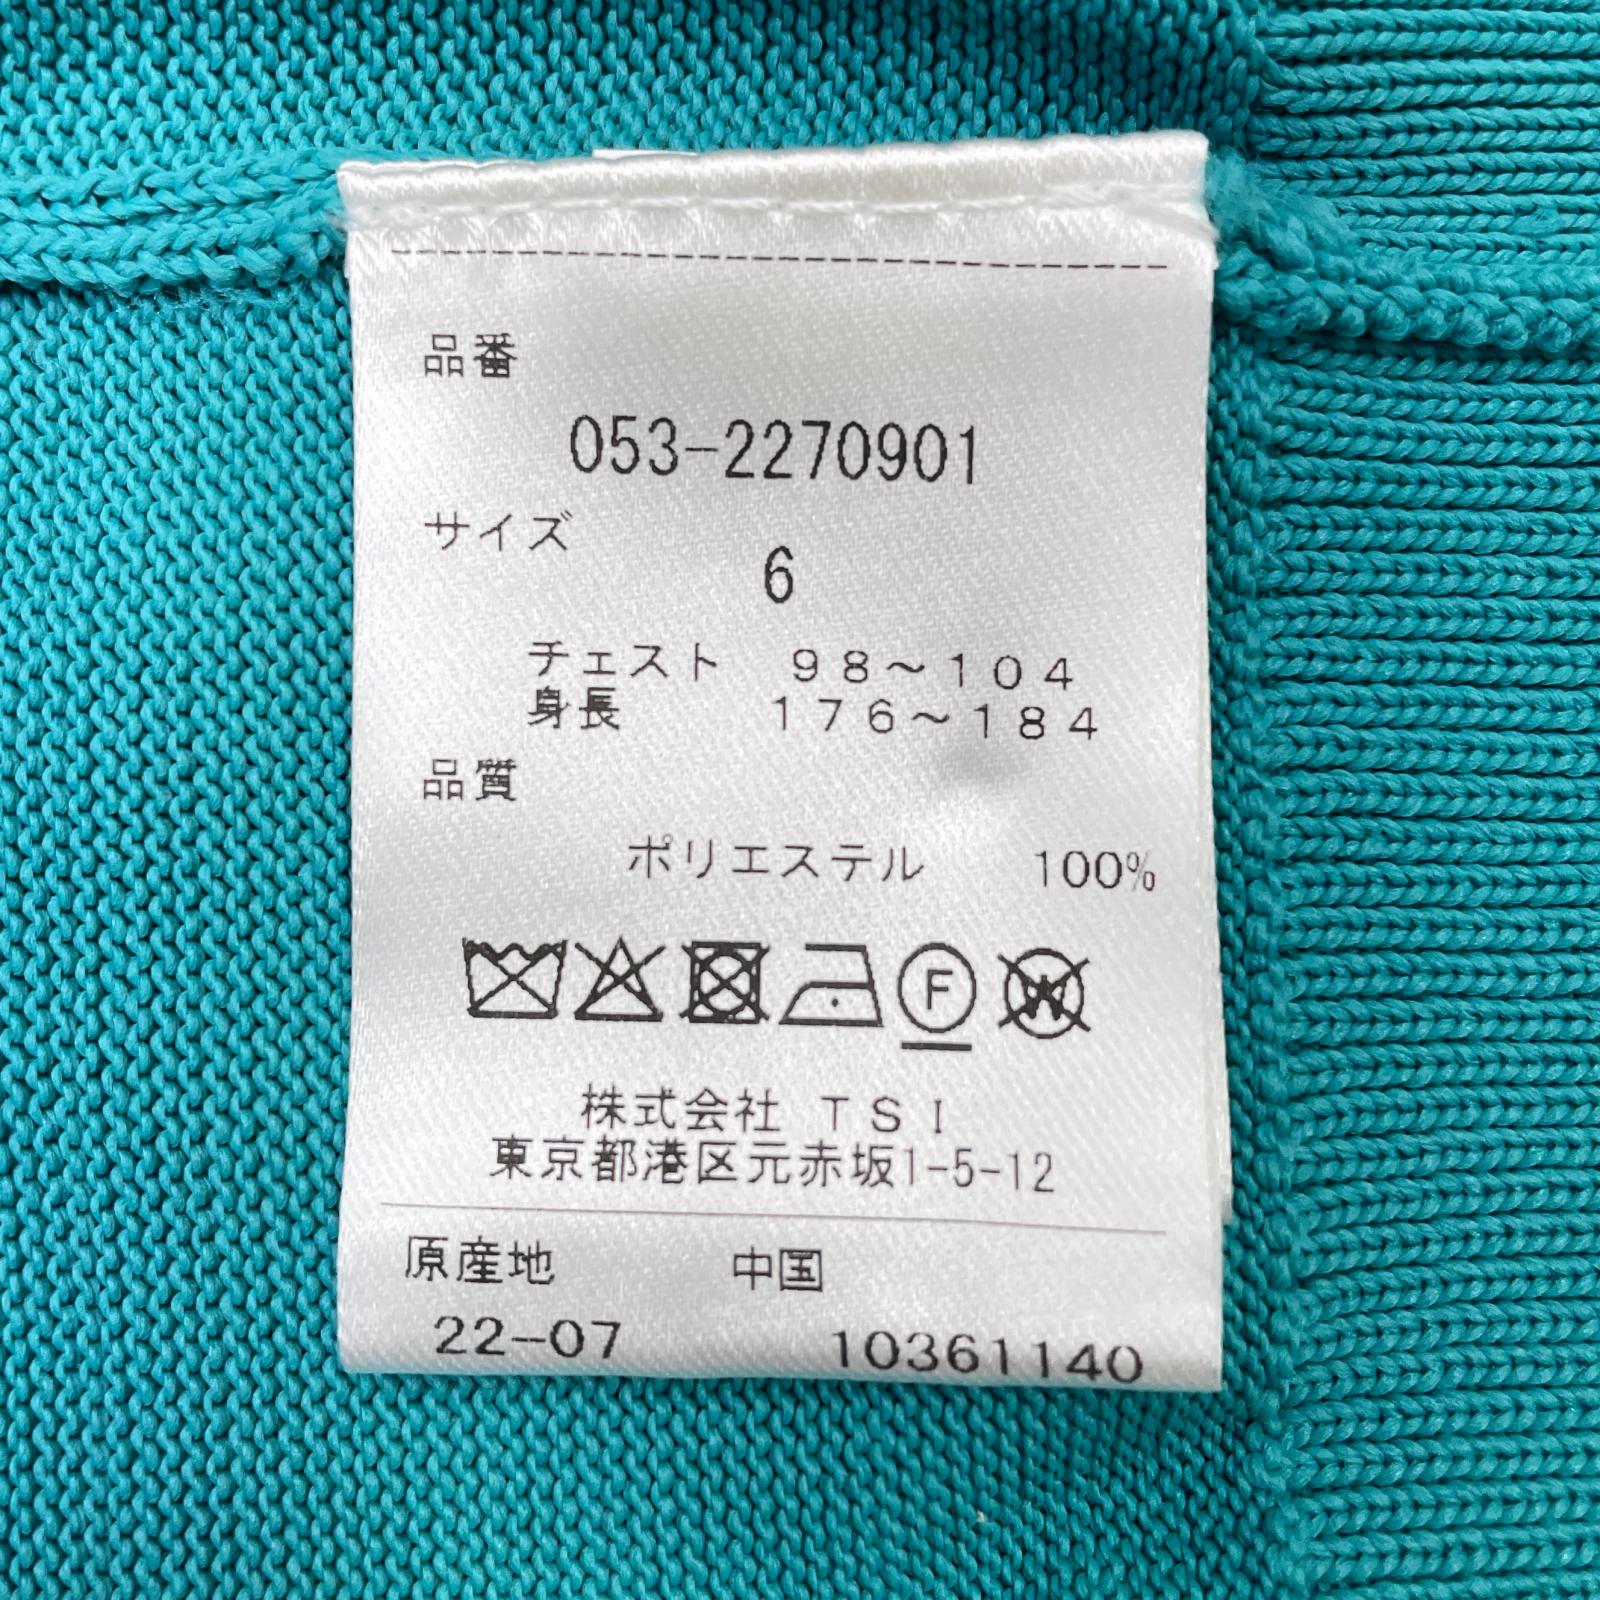 品番
053-2270901
サイズ
6
チェスト 98～104
身長 176～184
品質
ポリエステル 100%
F
W
株式会社 TSI
東京都港区元赤坂1-5-12
原産地 中国
22-07 10361140